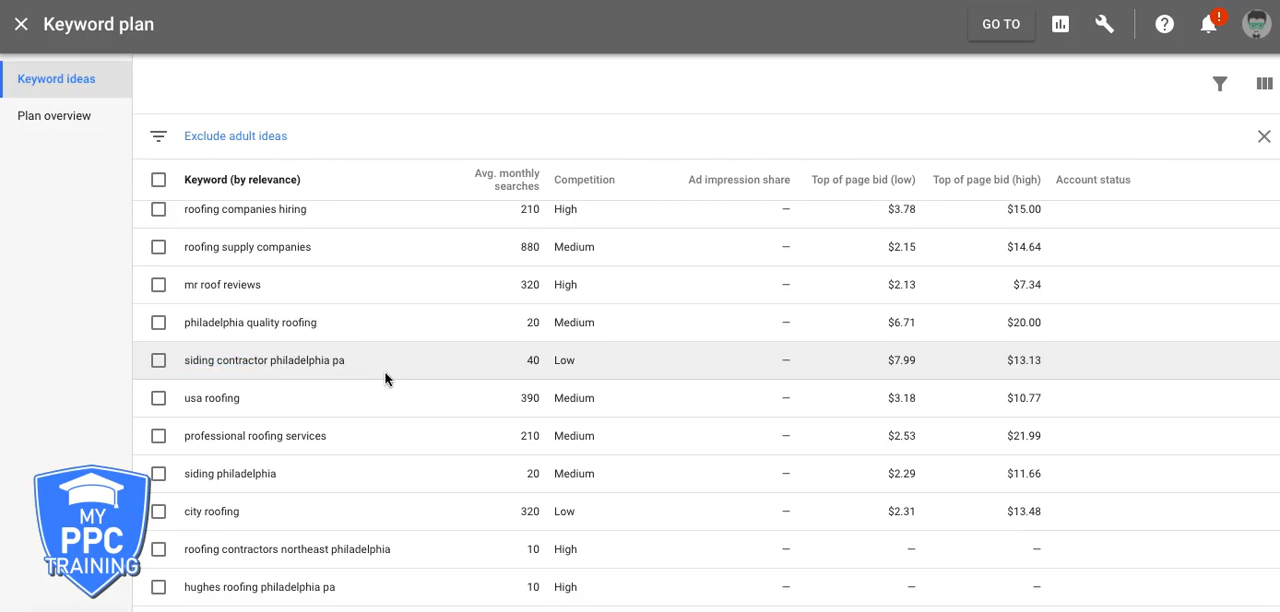 Keyword plan
GO TO
!
Keyword ideas
Plan overview
Exclude adult ideas
Keyword (by relevance) Avg. monthly searches Competition Ad impression share Top of page bid (low) Top of page bid (high) Account status
roofing companies hiring 210 High – $3.78 $15.00
roofing supply companies 880 Medium – $2.15 $14.64
mr roof reviews 320 High – $2.13 $7.34
philadelphia quality roofing 20 Medium – $6.71 $20.00
siding contractor philadelphia pa 40 Low – $7.99 $13.13
usa roofing 390 Medium – $3.18 $10.77
professional roofing services 210 Medium – $2.53 $21.99
siding philadelphia 20 Medium – $2.29 $11.66
city roofing 320 Low – $2.31 $13.48
roofing contractors northeast philadelphia 10 High – – –
hughes roofing philadelphia pa 10 High – – –
MY
PPC
TRAINING